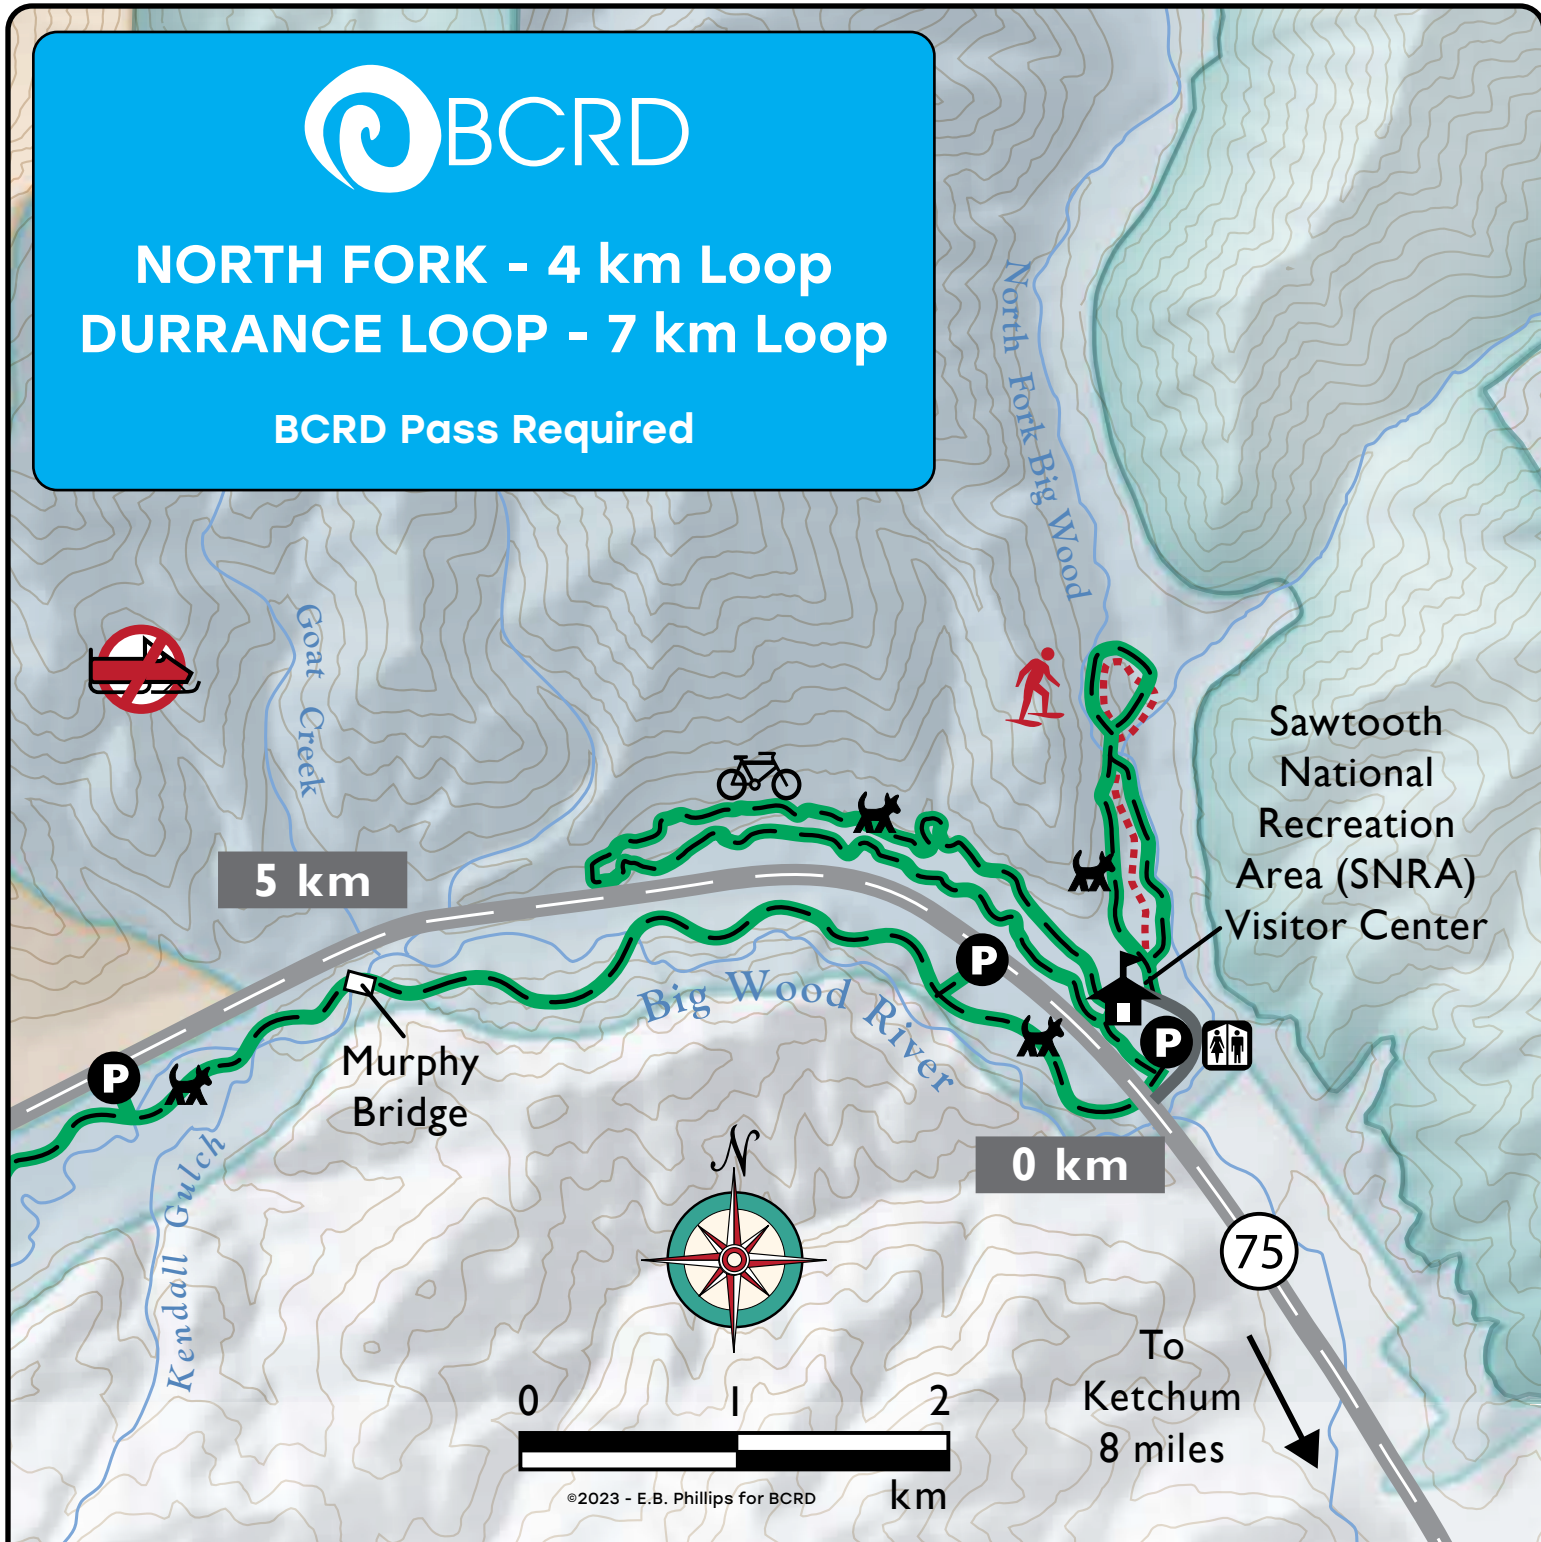 BCRD
NORTH FORK - 4 km Loop
DURRANCE LOOP - 7 km Loop
BCRD Pass Required
North Fork Big Wood
Goat Creek
Sawtooth
National
Recreation
Area (SNRA)
Visitor Center
5 km
P
Big Wood River
P
P
Murphy
Bridge
Kendall Gulch
N
0 km
75
To
Ketchum
8 miles
0 1 2
km
©2023 - E.B. Phillips for BCRD